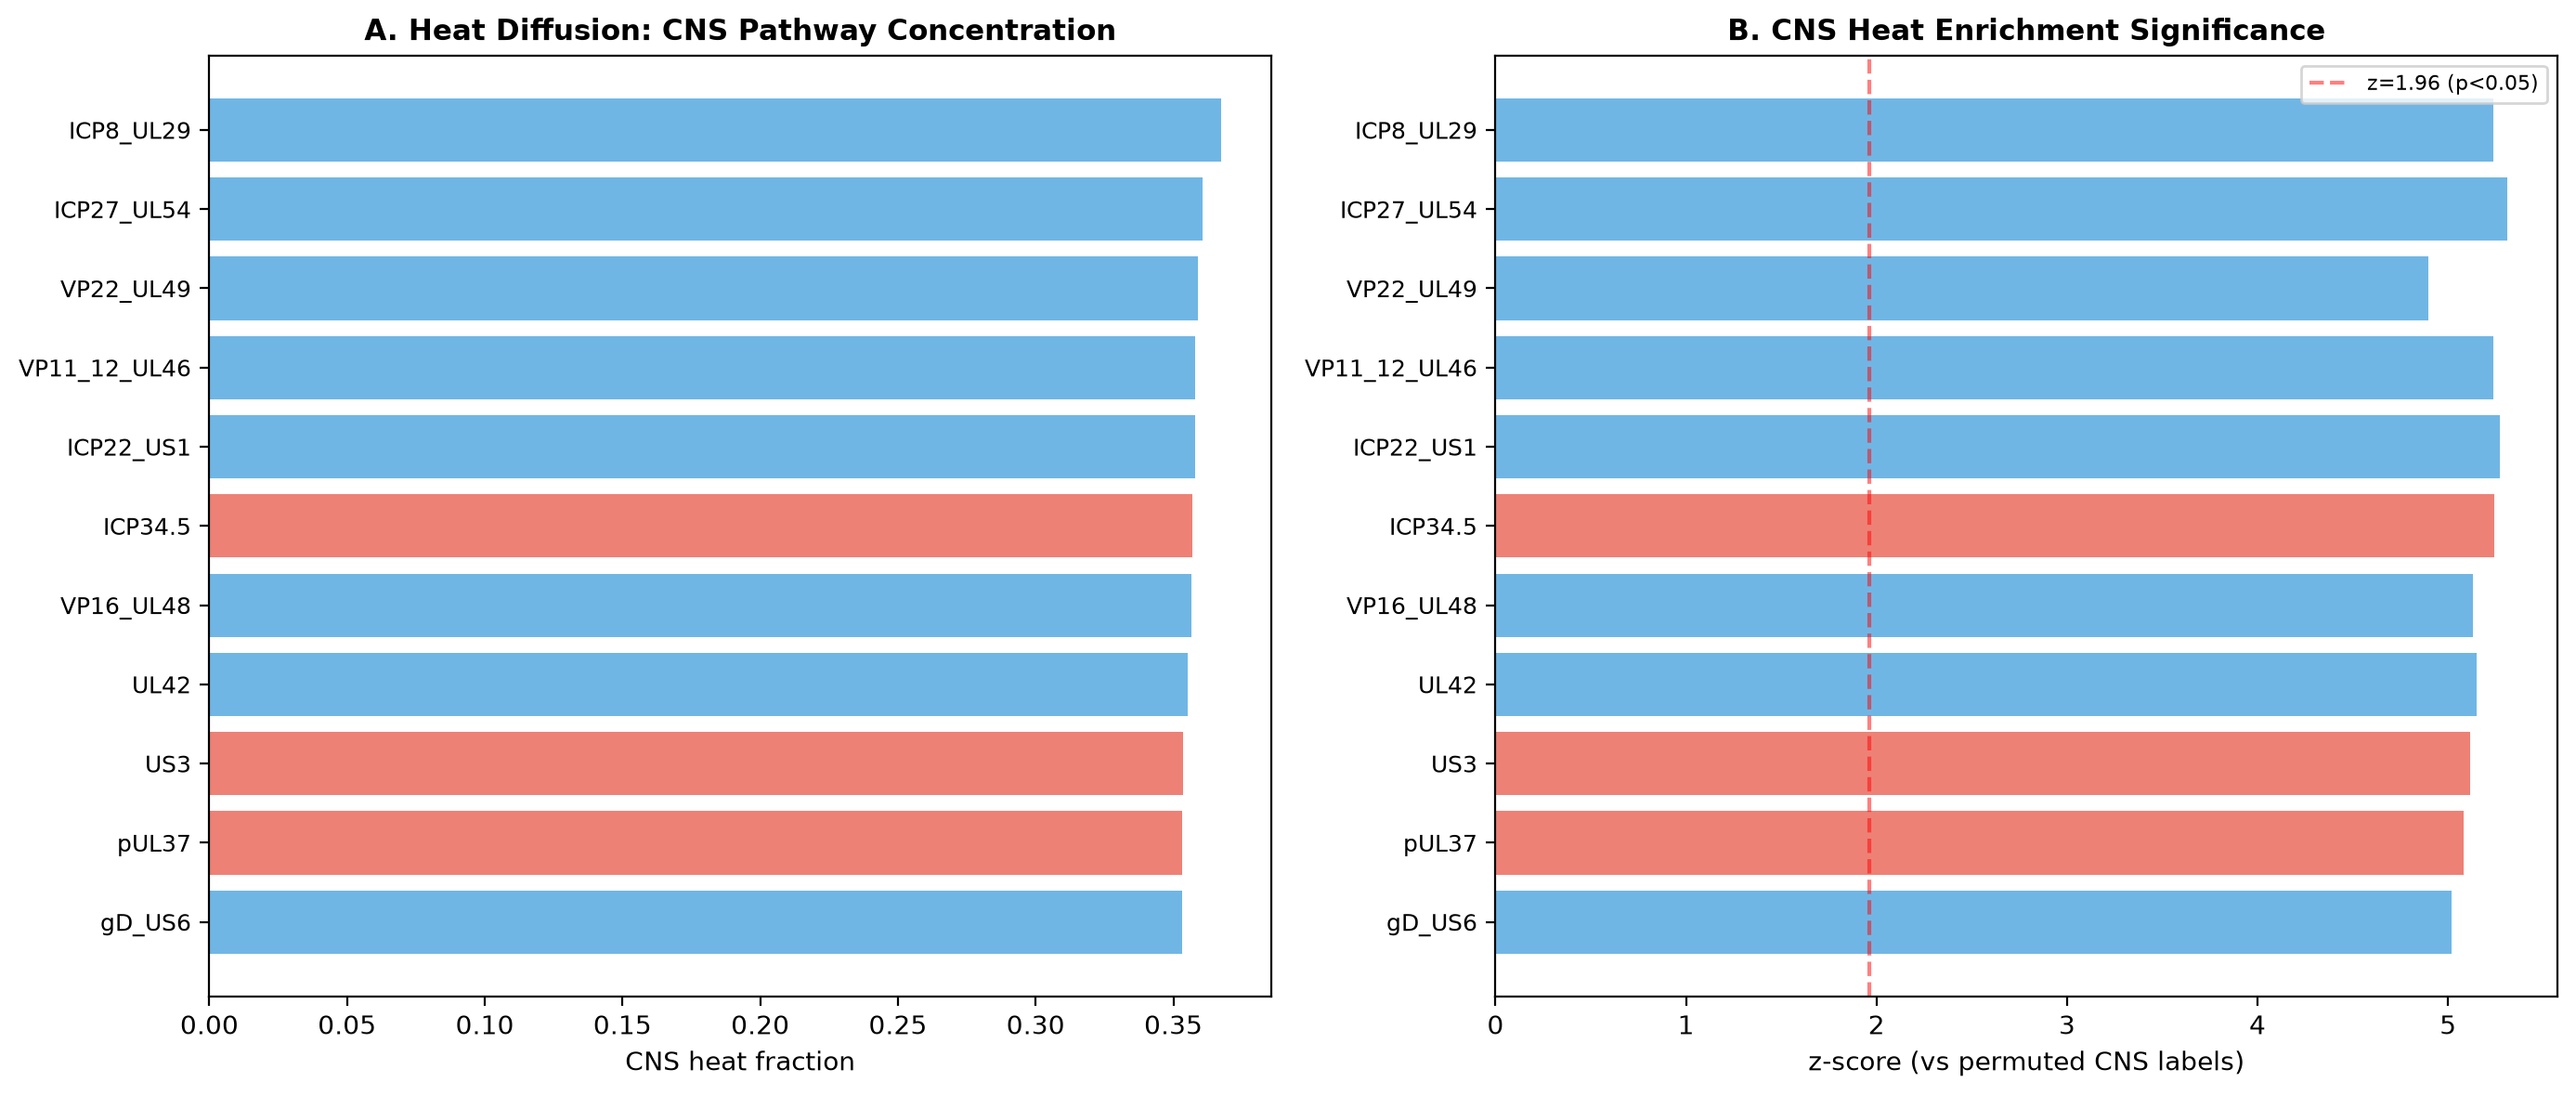 A. Heat Diffusion: CNS Pathway Concentration
ICP8_UL29
ICP27_UL54
VP22_UL49
VP11_12_UL46
ICP22_US1
ICP34.5
VP16_UL48
UL42
US3
pUL37
gD_US6
0.00 0.05 0.10 0.15 0.20 0.25 0.30 0.35
CNS heat fraction
B. CNS Heat Enrichment Significance
z=1.96 (p<0.05)
ICP8_UL29
ICP27_UL54
VP22_UL49
VP11_12_UL46
ICP22_US1
ICP34.5
VP16_UL48
UL42
US3
pUL37
gD_US6
0 1 2 3 4 5
z-score (vs permuted CNS labels)